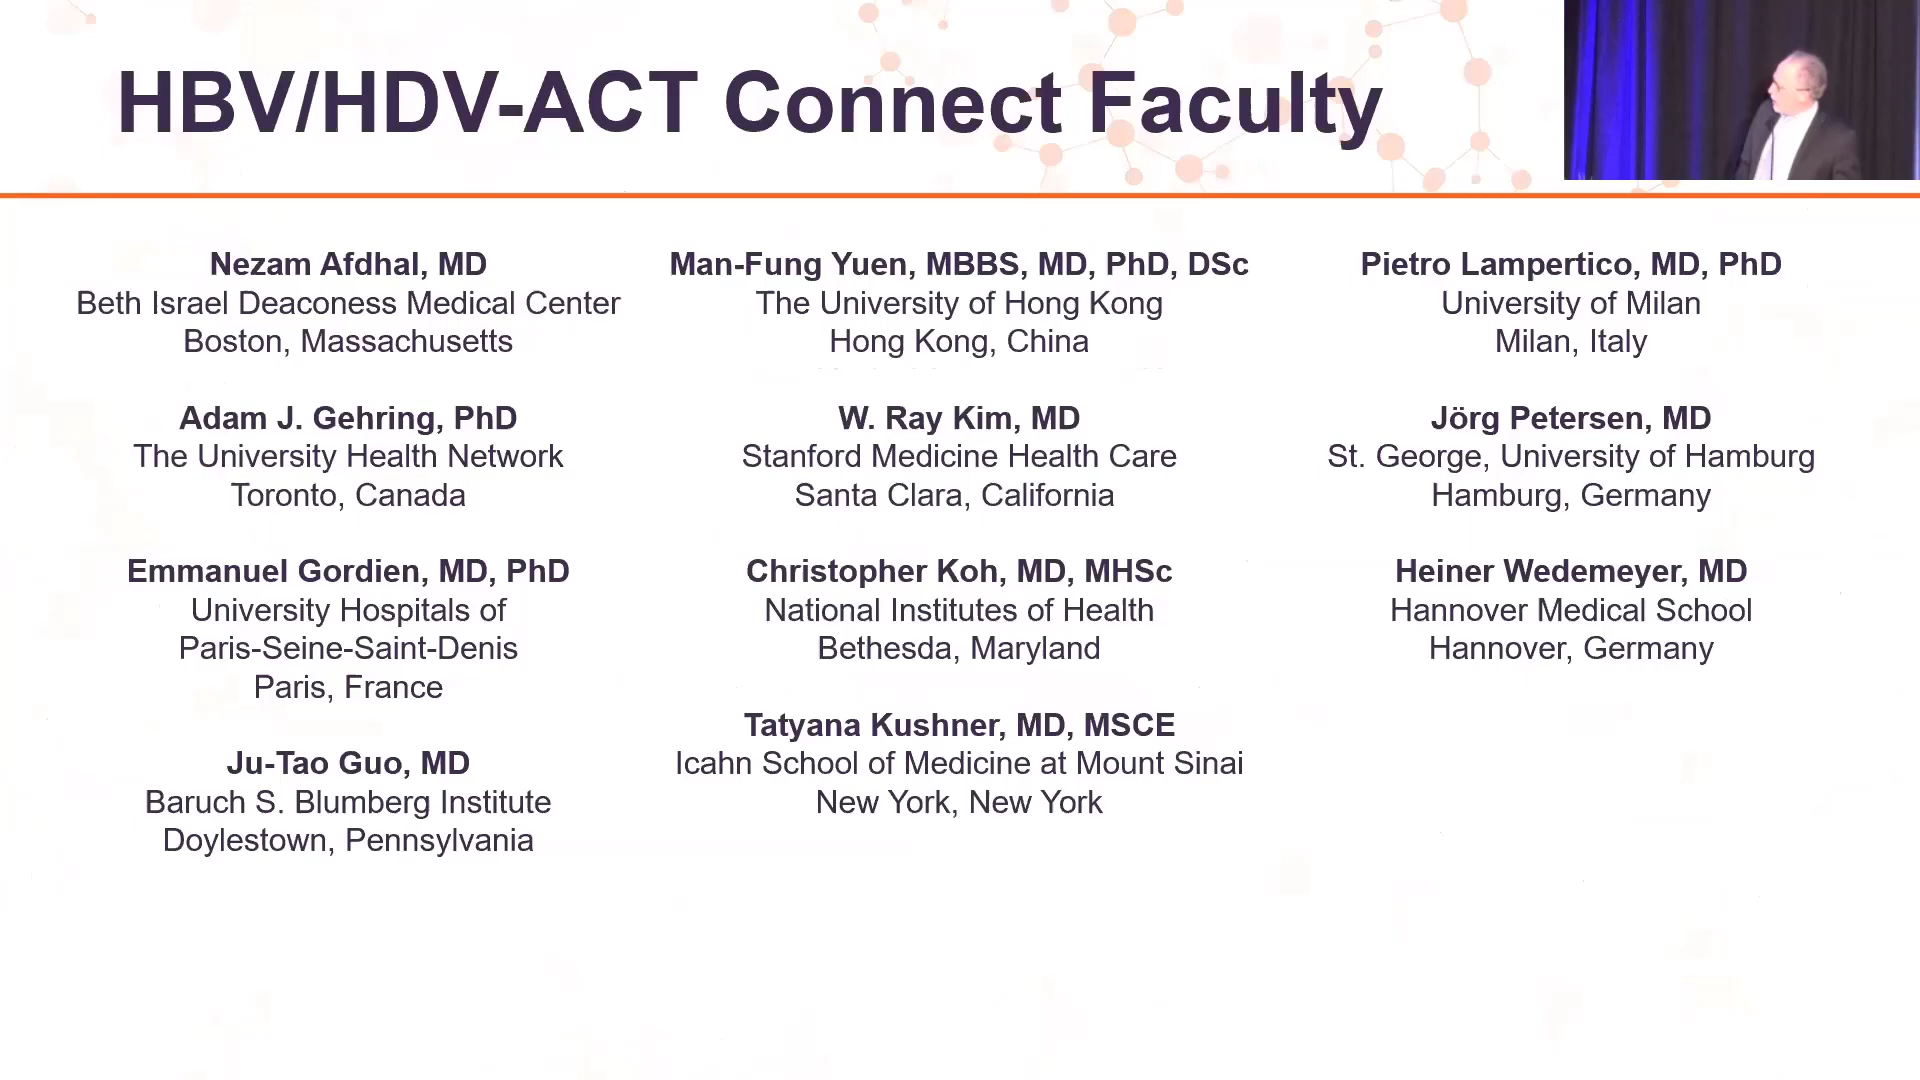 HBV/HDV-ACT Connect Faculty
Nezam Afdhal, MD
Beth Israel Deaconess Medical Center
Boston, Massachusetts
Adam J. Gehring, PhD
The University Health Network
Toronto, Canada
Emmanuel Gordien, MD, PhD
University Hospitals of
Paris-Seine-Saint-Denis
Paris, France
Ju-Tao Guo, MD
Baruch S. Blumberg Institute
Doylestown, Pennsylvania
Man-Fung Yuen, MBBS, MD, PhD, DSc
The University of Hong Kong
Hong Kong, China
W. Ray Kim, MD
Stanford Medicine Health Care
Santa Clara, California
Christopher Koh, MD, MHSc
National Institutes of Health
Bethesda, Maryland
Tatyana Kushner, MD, MSCE
Icahn School of Medicine at Mount Sinai
New York, New York
Pietro Lampertico, MD, PhD
University of Milan
Milan, Italy
Jörg Petersen, MD
St. George, University of Hamburg
Hamburg, Germany
Heiner Wedemeyer, MD
Hannover Medical School
Hannover, Germany